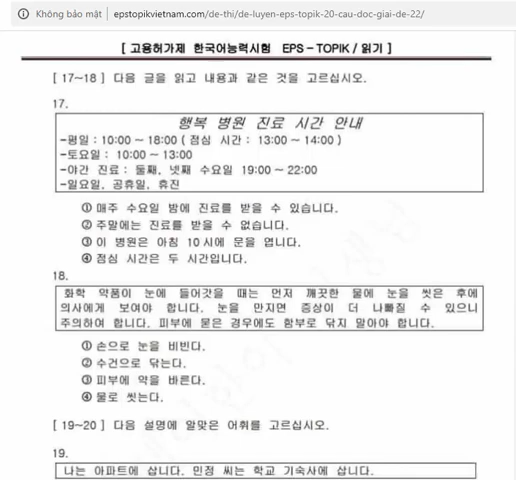 Không bảo mật | epstopikvietnam.com/de-thi/de-luyen-eps-topik-20-cau-doc-giai-de-22/
[ 고용허가제 한국어능력시험 EPS - TOPIK / 읽기 ]
[ 17~18 ] 다음 글을 읽고 내용과 같은 것을 고르십시오.
17.
행복 병원 진료 시간 안내
-평일 : 10:00 ~ 18:00 ( 점심 시간 : 13:00 ~ 14:00 )
-토요일 : 10:00 ~ 13:00
-야간 진료 : 둘째, 넷째 수요일 19:00 ~ 22:00
-일요일, 공휴일, 휴진
① 매주 수요일 밤에 진료를 받을 수 있습니다.
② 주말에는 진료를 받을 수 없습니다.
③ 이 병원은 아침 10시에 문을 엽니다.
④ 점심 시간은 두 시간입니다.
18.
화학 약품이 눈에 들어갓을 때는 먼저 깨끗한 물에 눈을 씻은 후에
의사에게 보여야 합니다. 눈을 만지면 증상이 더 나빠질 수 있으니
주의하여 합니다. 피부에 묻은 경우에도 함부로 닦지 말아야 합니다.
① 손으로 눈을 비빈다.
② 수건으로 닦는다.
③ 피부에 약을 바른다.
④ 물로 씻는다.
[ 19~20 ] 다음 설명에 알맞은 어휘를 고르십시오.
19.
나는 아파트에 삽니다. 민정 씨는 학교 기숙사에 삽니다.